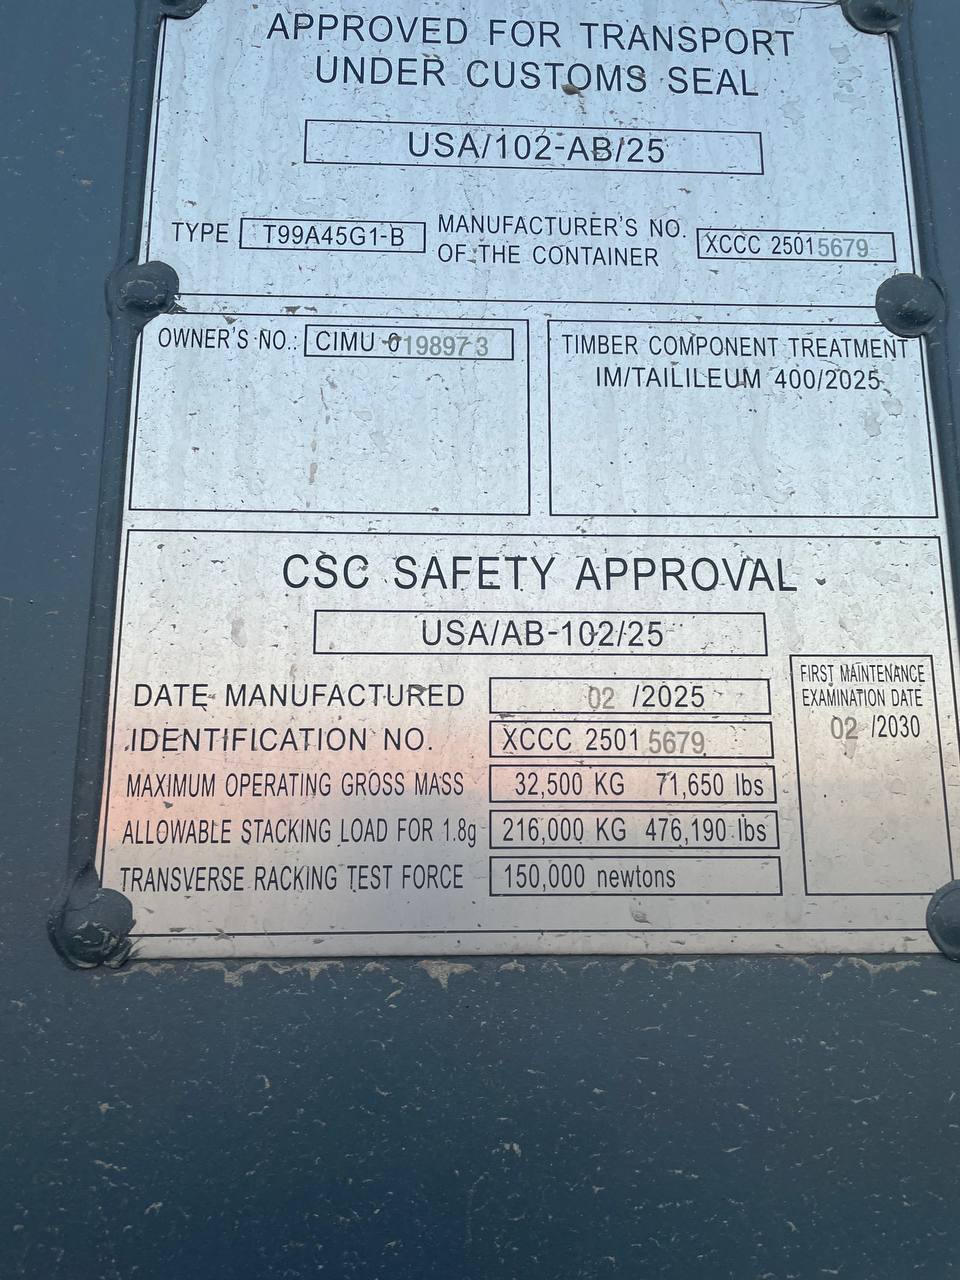 APPROVED FOR TRANSPORT
UNDER CUSTOMS SEAL
USA/102-AB/25
TYPE T99A45G1-B MANUFACTURER'S NO. OF THE CONTAINER XCCC 25015679
OWNER'S NO.: CIMU 0198973
TIMBER COMPONENT TREATMENT
IM/TAILILEUM 400/2025
CSC SAFETY APPROVAL
USA/AB-102/25
DATE MANUFACTURED 02 /2025
IDENTIFICATION NO. XCCC 2501 5679
MAXIMUM OPERATING GROSS MASS 32,500 KG 71,650 lbs
ALLOWABLE STACKING LOAD FOR 1.8g 216,000 KG 476,190 lbs
TRANSVERSE RACKING TEST FORCE 150,000 newtons
FIRST MAINTENANCE
EXAMINATION DATE
02 /2030